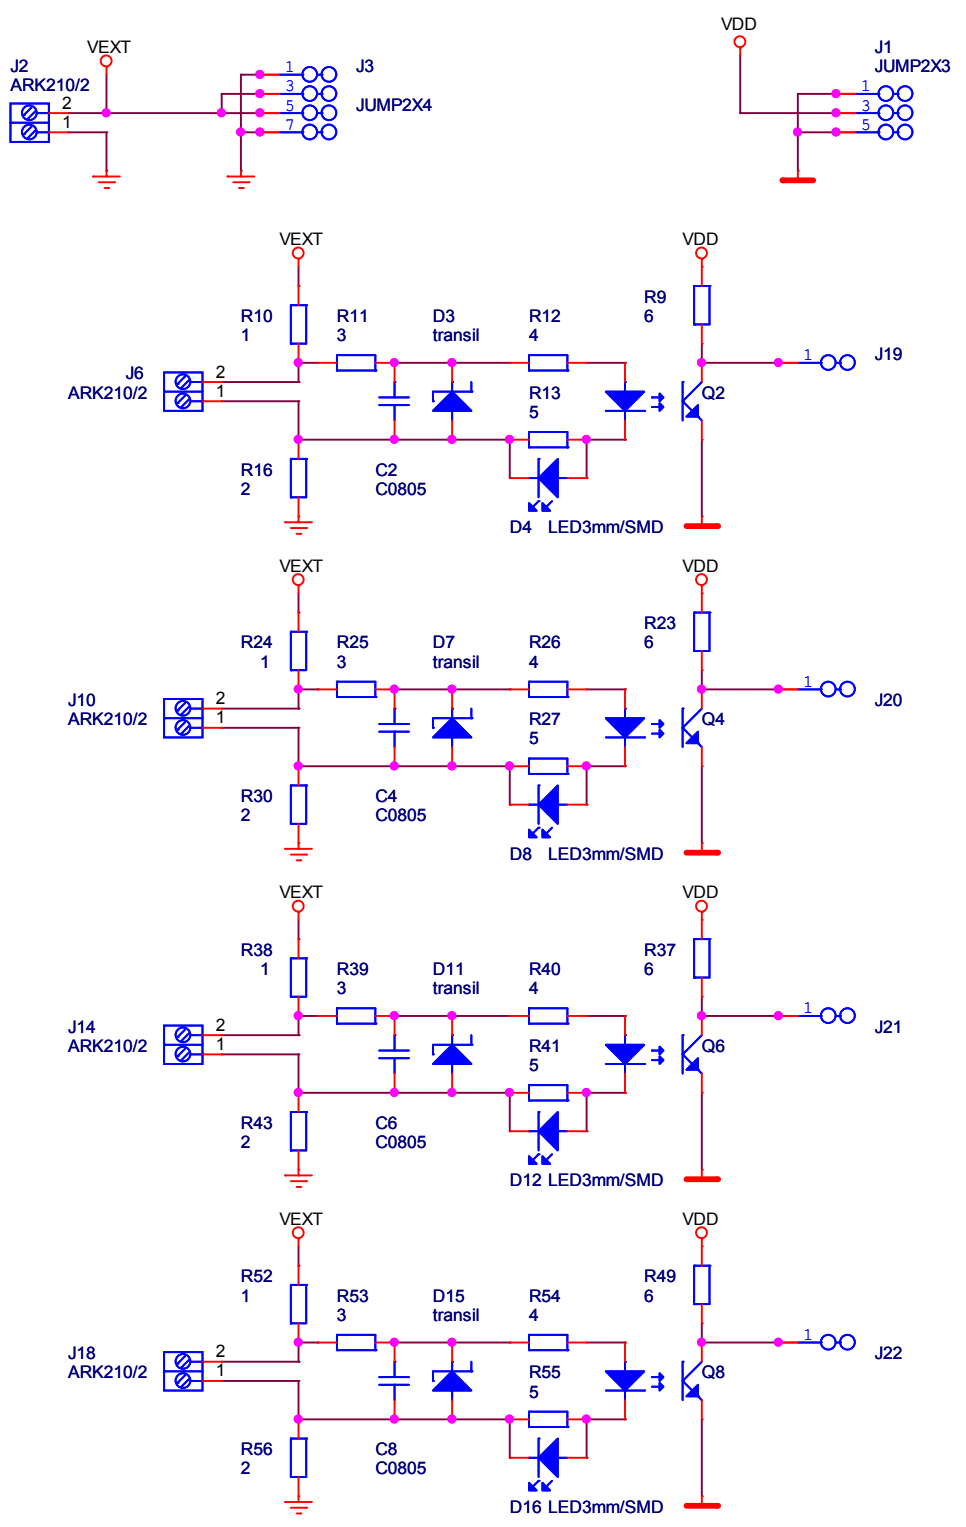 VEXT
J2
ARK210/2
2
1
1
3
5
7
J3
JUMP2X4
VDD
J1
JUMP2X3
1
3
5
VEXT
VDD
R10
1
R11
3
D3
transil
R12
4
R9
6
J6
ARK210/2
2
1
R13
5
Q2
1
J19
R16
2
C2
C0805
D4 LED3mm/SMD
VEXT
VDD
R24
1
R25
3
D7
transil
R26
4
R23
6
J10
ARK210/2
2
1
R27
5
Q4
1
J20
R30
2
C4
C0805
D8 LED3mm/SMD
VEXT
VDD
R38
1
R39
3
D11
transil
R40
4
R37
6
J14
ARK210/2
2
1
R41
5
Q6
1
J21
R43
2
C6
C0805
D12 LED3mm/SMD
VEXT
VDD
R52
1
R53
3
D15
transil
R54
4
R49
6
J18
ARK210/2
2
1
R55
5
Q8
1
J22
R56
2
C8
C0805
D16 LED3mm/SMD